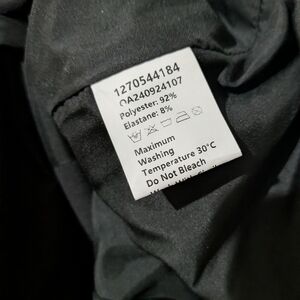 1270544184
OA240924107
Polyester: 92%
Elastane: 8%
Maximum
Washing
Temperature 30°C
Do Not Bleach